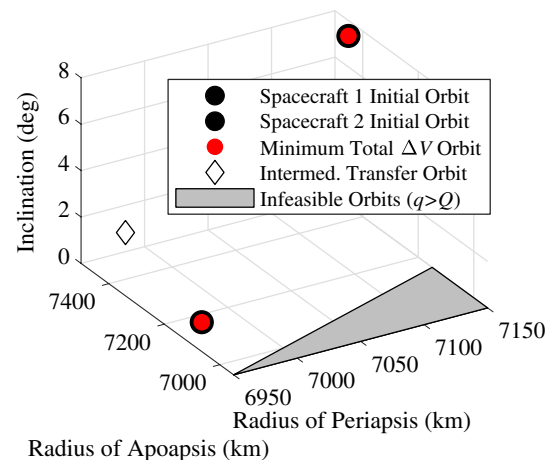 8
6
4
2
0
Inclination (deg)
Spacecraft 1 Initial Orbit
Spacecraft 2 Initial Orbit
Minimum Total ΔV Orbit
Intermed. Transfer Orbit
Infeasible Orbits (q>Q)
7400
7200
7000
6950
7000
7050
7100
7150
Radius of Periapsis (km)
Radius of Apoapsis (km)